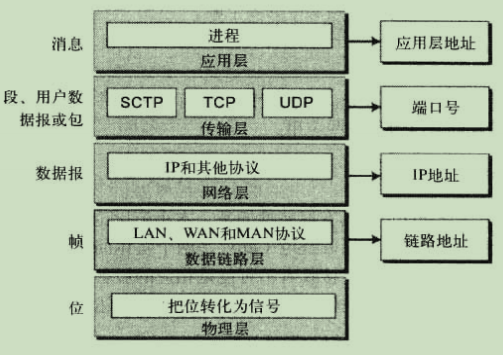 消息
进程
应用层
应用层地址
段、用户数
据报或包
SCTP
TCP
UDP
传输层
端口号
数据报
IP和其他协议
网络层
IP地址
帧
LAN、WAN和MAN协议
数据链路层
链路地址
位
把位转化为信号
物理层